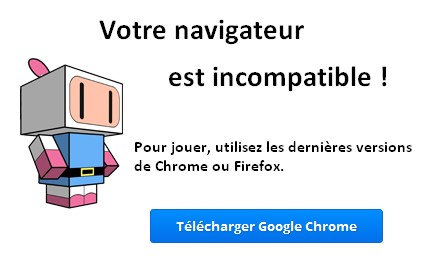 Votre navigateur
est incompatible !
Pour jouer, utilisez les dernières versions
de Chrome ou Firefox.
Télécharger Google Chrome